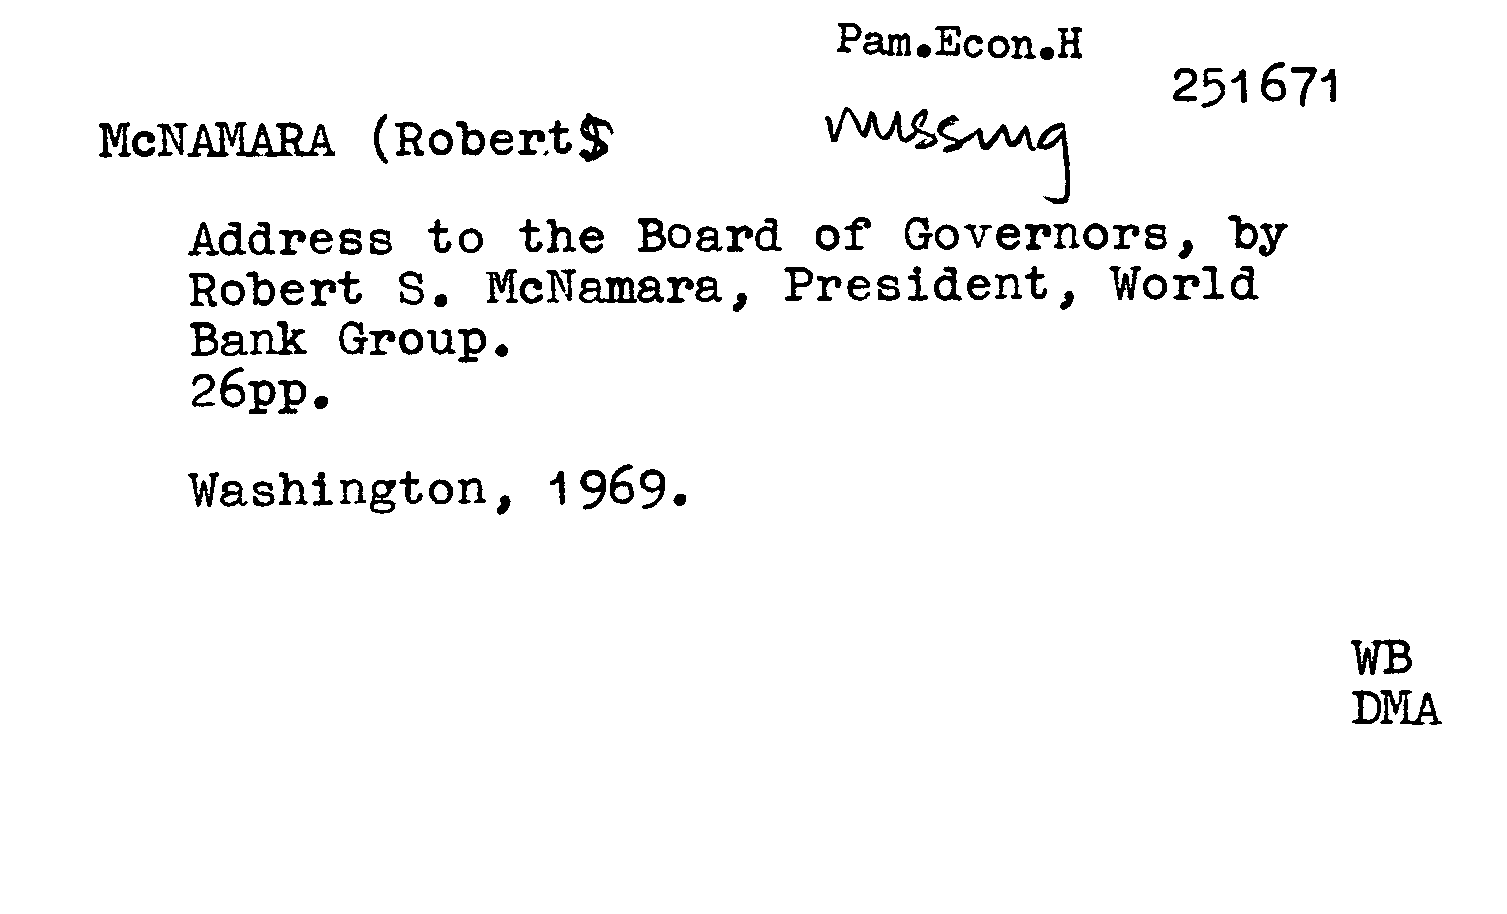 Pam.Econ.H
251671
McNAMARA (Robert$
missing
Address to the Board of Governors, by
Robert S. McNamara, President, World
Bank Group.
26pp.
Washington, 1969.
WB
DMA